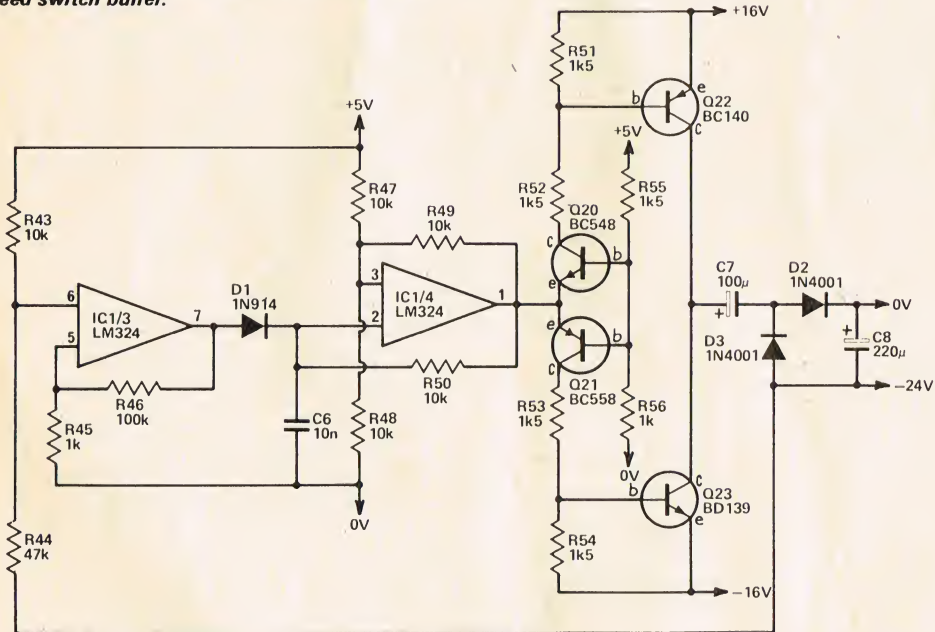 eed switch buffer.
+16V
R51
1k5
e
b
Q22
BC140
c
+5V
+5V
R47
10k
R43
10k
R49
10k
R52
1k5
Q20
BC548
R55
1k5
c
b
e
3
IC1/4
LM324
1
2
6
IC1/3
LM324
7
5
D1
1N914
C7
100µ
+
D2
1N4001
0V
D3
1N4001
+
C8
220µ
-24V
e
b
c
Q21
BC558
R50
10k
R46
100k
R45
1k
C6
10n
R48
10k
R53
1k5
R56
1k
0V
0V
c
b
Q23
BD139
e
R44
47k
R54
1k5
-16V